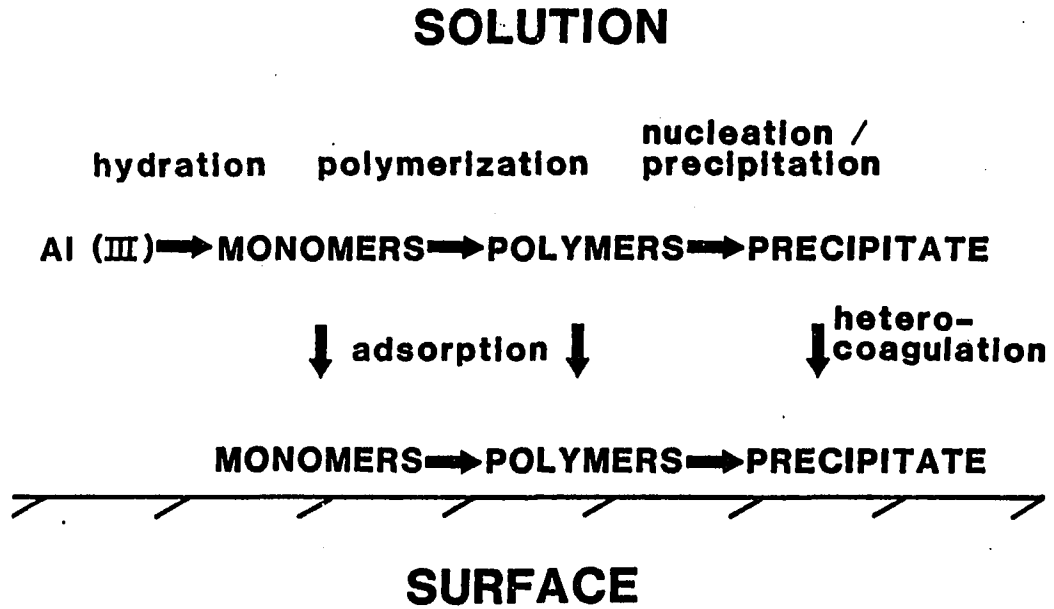 SOLUTION
hydration polymerization nucleation / precipitation
Al (III) MONOMERS POLYMERS PRECIPITATE
adsorption hetero-
coagulation
MONOMERS POLYMERS PRECIPITATE
SURFACE